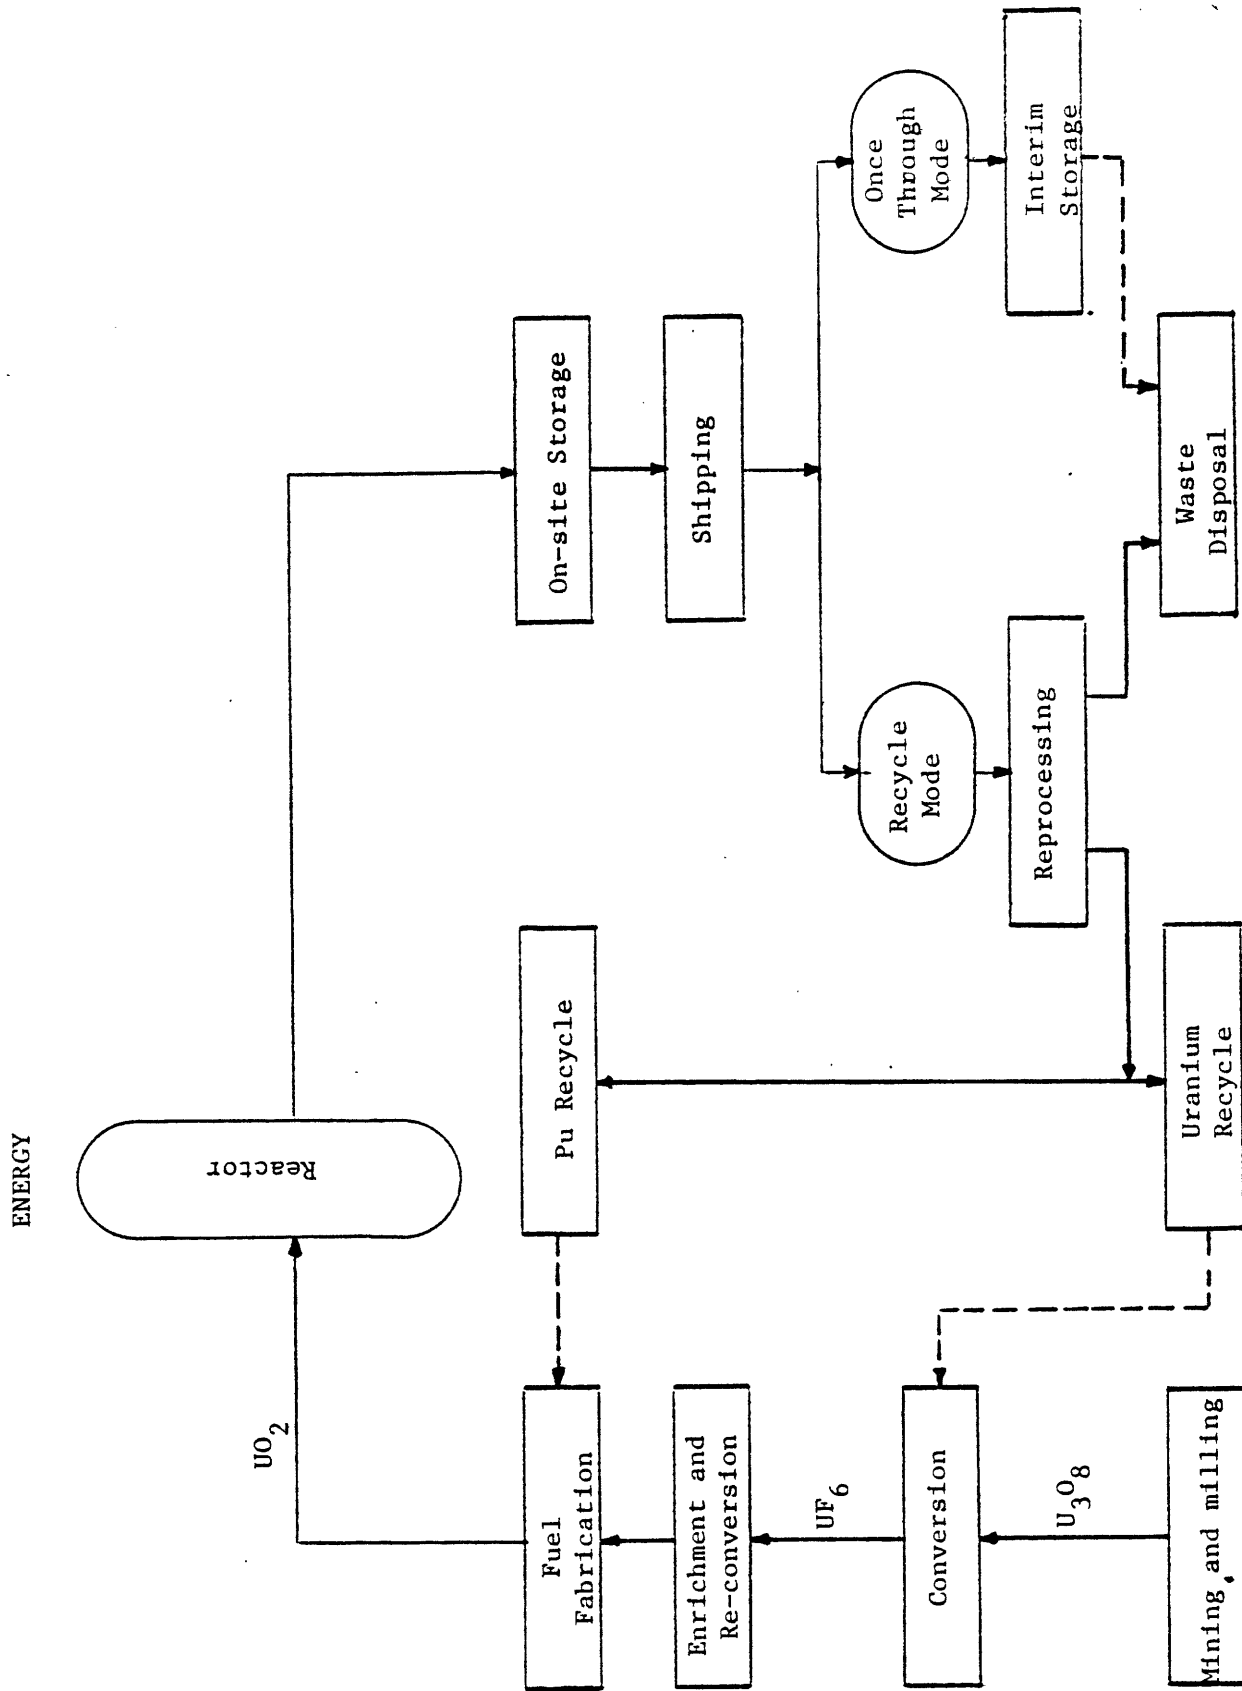 ENERGY
Reactor
UO2
Fuel
Fabrication
Enrichment and
Re-conversion
UF6
Conversion
U3O8
Mining and milling
Pu Recycle
Uranium
Recycle
On-site Storage
Shipping
Recycle
Mode
Reprocessing
Once
Through
Mode
Interim
Storage
Waste
Disposal